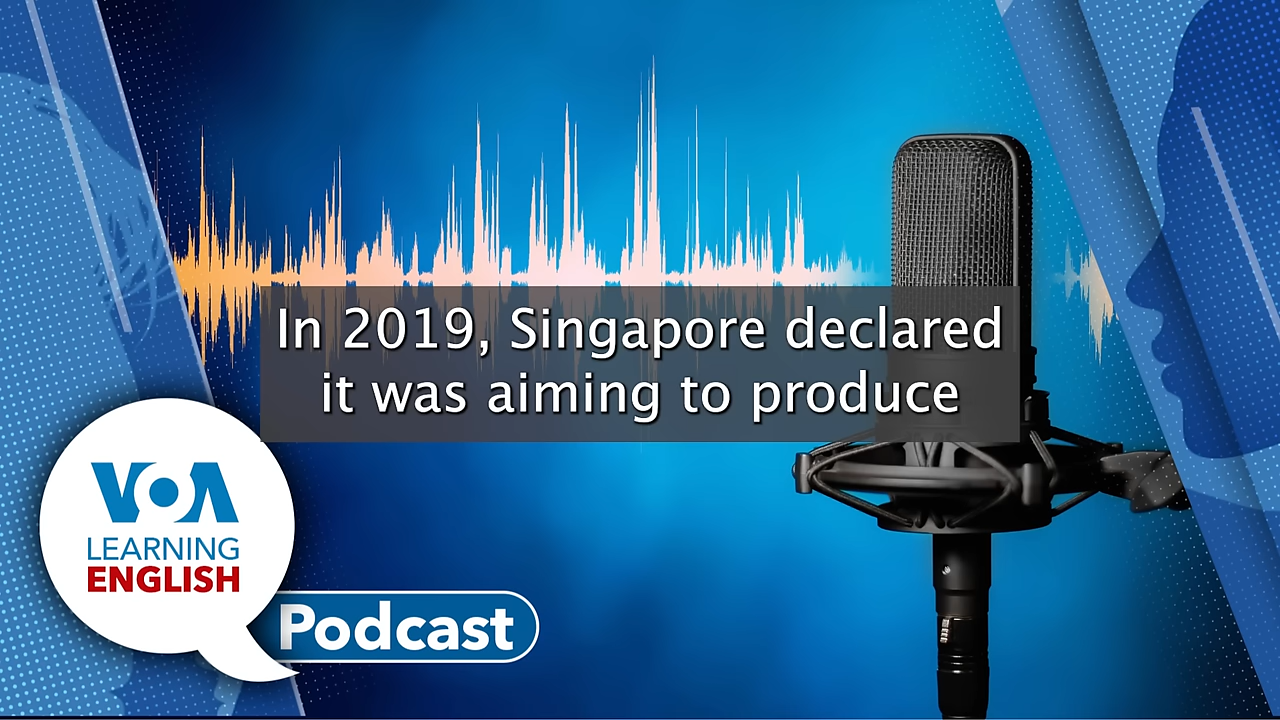 In 2019, Singapore declared
it was aiming to produce
VOA
LEARNING
ENGLISH
Podcast